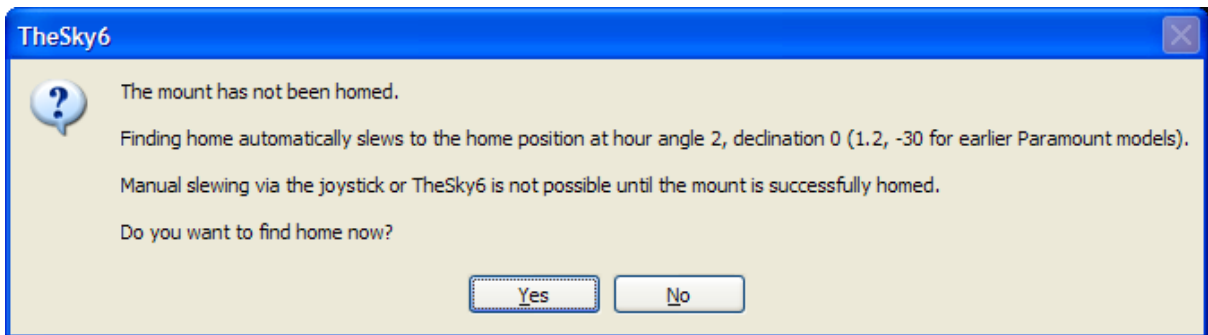 TheSky6
The mount has not been homed.
Finding home automatically slews to the home position at hour angle 2, declination 0 (1.2, -30 for earlier Paramount models).
Manual slewing via the joystick or TheSky6 is not possible until the mount is successfully homed.
Do you want to find home now?
Yes No